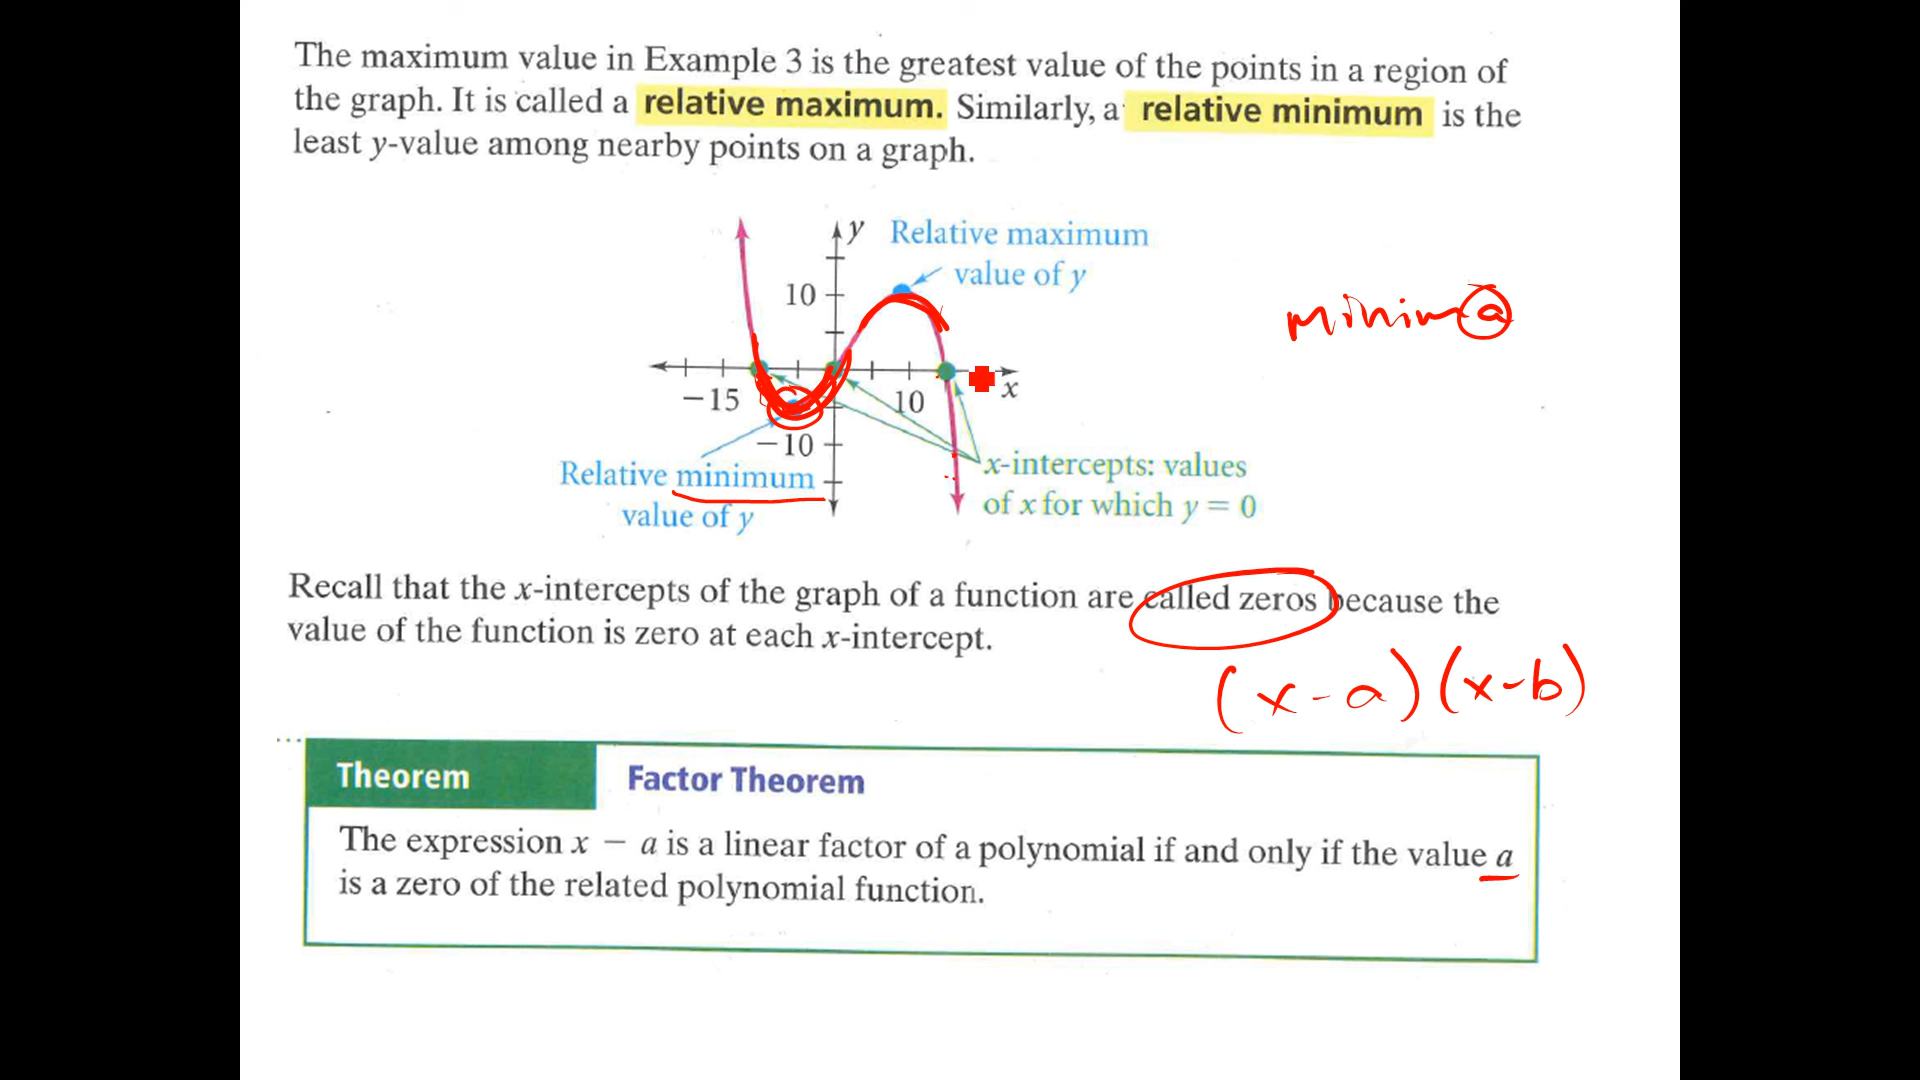 The maximum value in Example 3 is the greatest value of the points in a region of
the graph. It is called a relative maximum. Similarly, a relative minimum is the
least y-value among nearby points on a graph.
y Relative maximum
value of y
10
minima
-15
10
x
-10
Relative minimum
value of y
x-intercepts: values
of x for which y = 0
Recall that the x-intercepts of the graph of a function are called zeros because the
value of the function is zero at each x-intercept.
(x-a)(x-b)
Theorem Factor Theorem
The expression x - a is a linear factor of a polynomial if and only if the value a
is a zero of the related polynomial function.